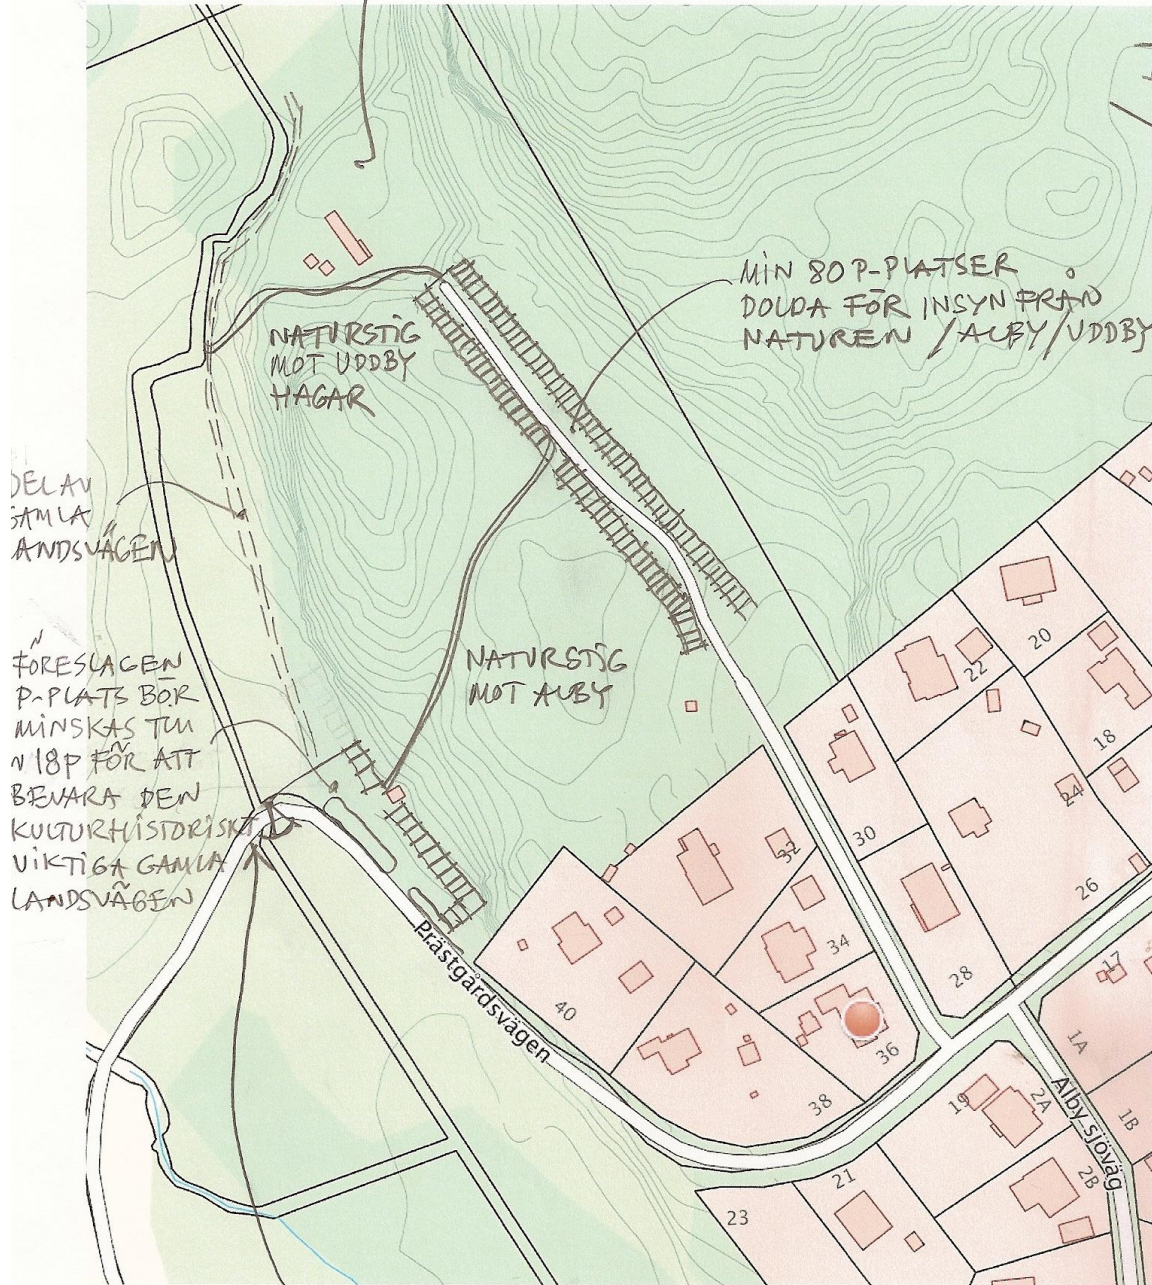 MIN 80 P-PLATSER
DOLDA FÖR INSYN FRÅN
NATUREN / ALBY / UDDBY
NATURSTIG
MOT UDDBY
HAGAR
DEL AV
GAMLA
LANDSVÄGEN
NATURSTIG
MOT ALBY
FÖRESLAGEN
P-PLATS BÖR
MINSKAS TILL
~ 18P FÖR ATT
BEVARA DEN
KULTURHISTORISKT
VIKTIGA GAMLA
LANDSVÄGEN
Prästgårdsvägen
Alby sjöväg
20
22
18
24
30
32
26
34
28
17
40
36
1A
38
19
2A
1B
21
2B
23